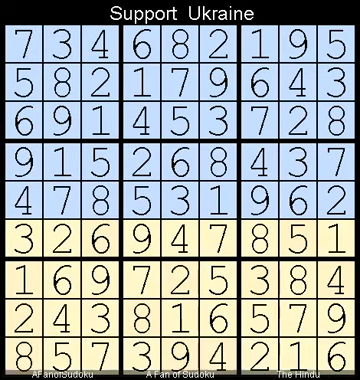 Support Ukraine
7 3 4 6 8 2 1 9 5
5 8 2 1 7 9 6 4 3
6 9 1 4 5 3 7 2 8
9 1 5 2 6 8 4 3 7
4 7 8 5 3 1 9 6 2
3 2 6 9 4 7 8 5 1
1 6 9 7 2 5 3 8 4
2 4 3 8 1 6 5 7 9
8 5 7 3 9 4 2 1 6
AFanofSudoku A Fan of Sudoku The Hindu